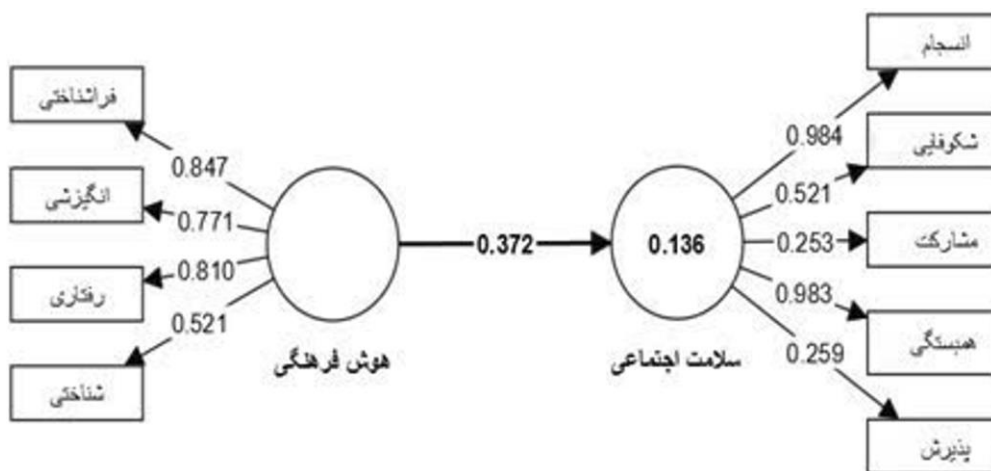 انسجام
فراشناختی
0.984
شکوفایی
0.847
0.521
انگیزشی
0.771
0.372
0.136
0.253
مشارکت
0.810
رفتاری
0.983
0.521
همبستگی
هوش فرهنگی
سلامت اجتماعی
0.259
شناختی
پذیرش